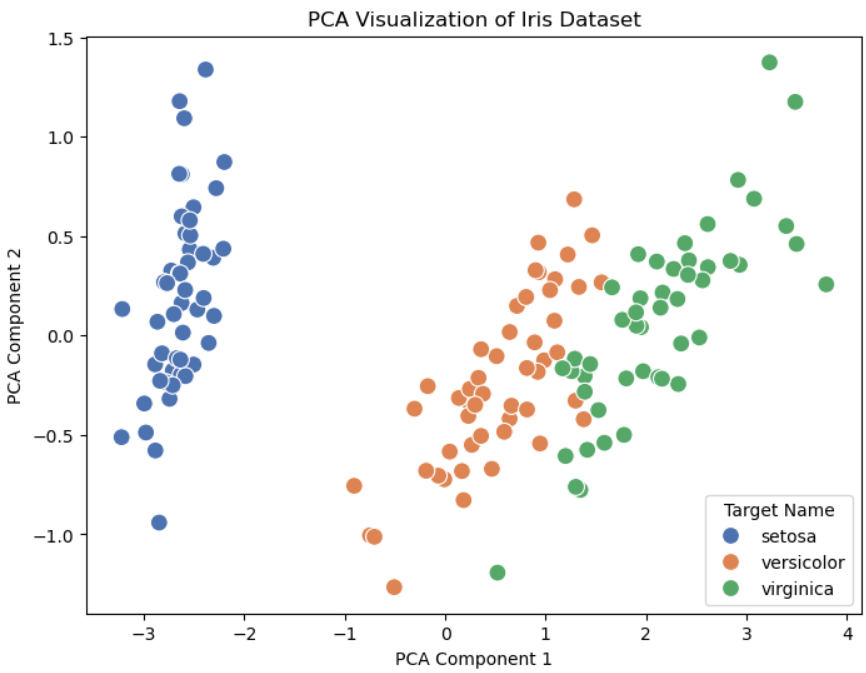 PCA Visualization of Iris Dataset
1.5
1.0
0.5
0.0
−0.5
−1.0
PCA Component 2
−3
−2
−1
0
1
2
3
4
PCA Component 1
Target Name
setosa
versicolor
virginica